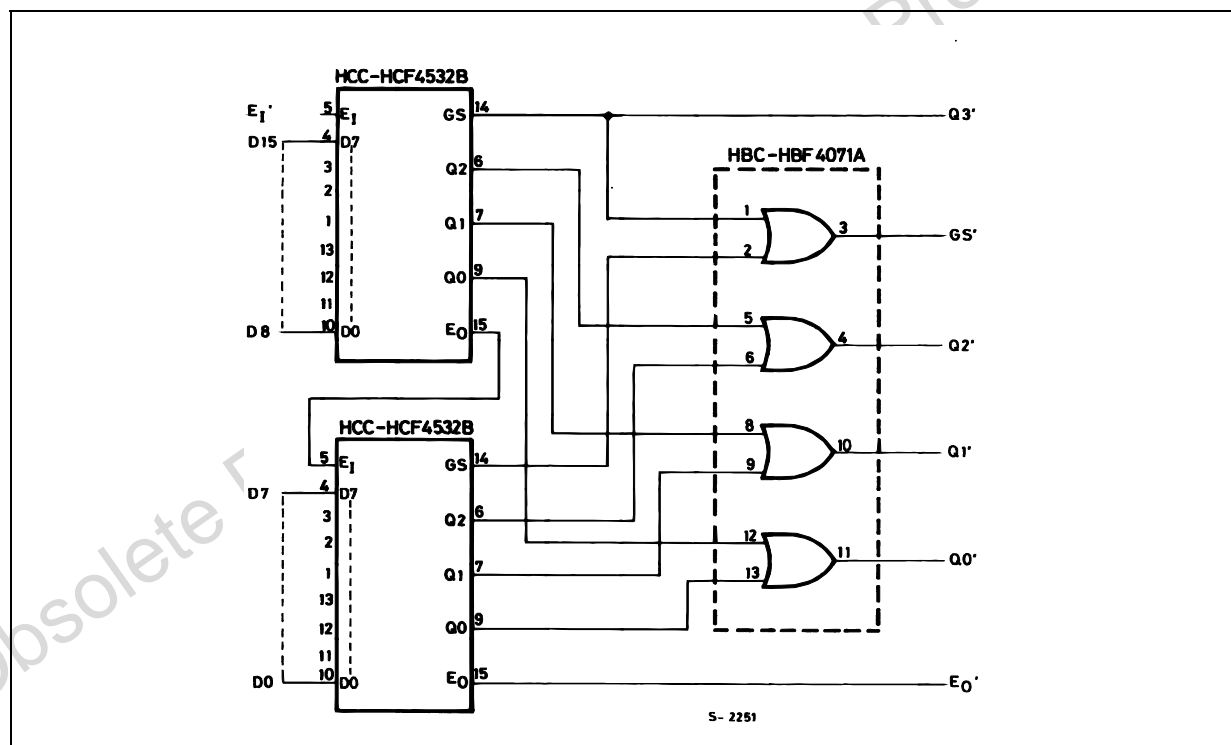 HCC-HCF4532B
EI' 5 EI GS 14 Q3'
D15 4 D7
HBC-HBF4071A
3 Q2 6
2
1 Q1 7 1 3 GS'
13 2
12 Q0 9
11 5 4 Q2'
D8 10 D0 EO 15 6
HCC-HCF4532B
5 EI GS 14 8 10 Q1'
D7 4 D7 9
3 Q2 6
2 12 11 Q0'
1 Q1 7 13
13
12 Q0 9
11
D0 10 D0 EO 15 EO'
S-2251
Obsolete